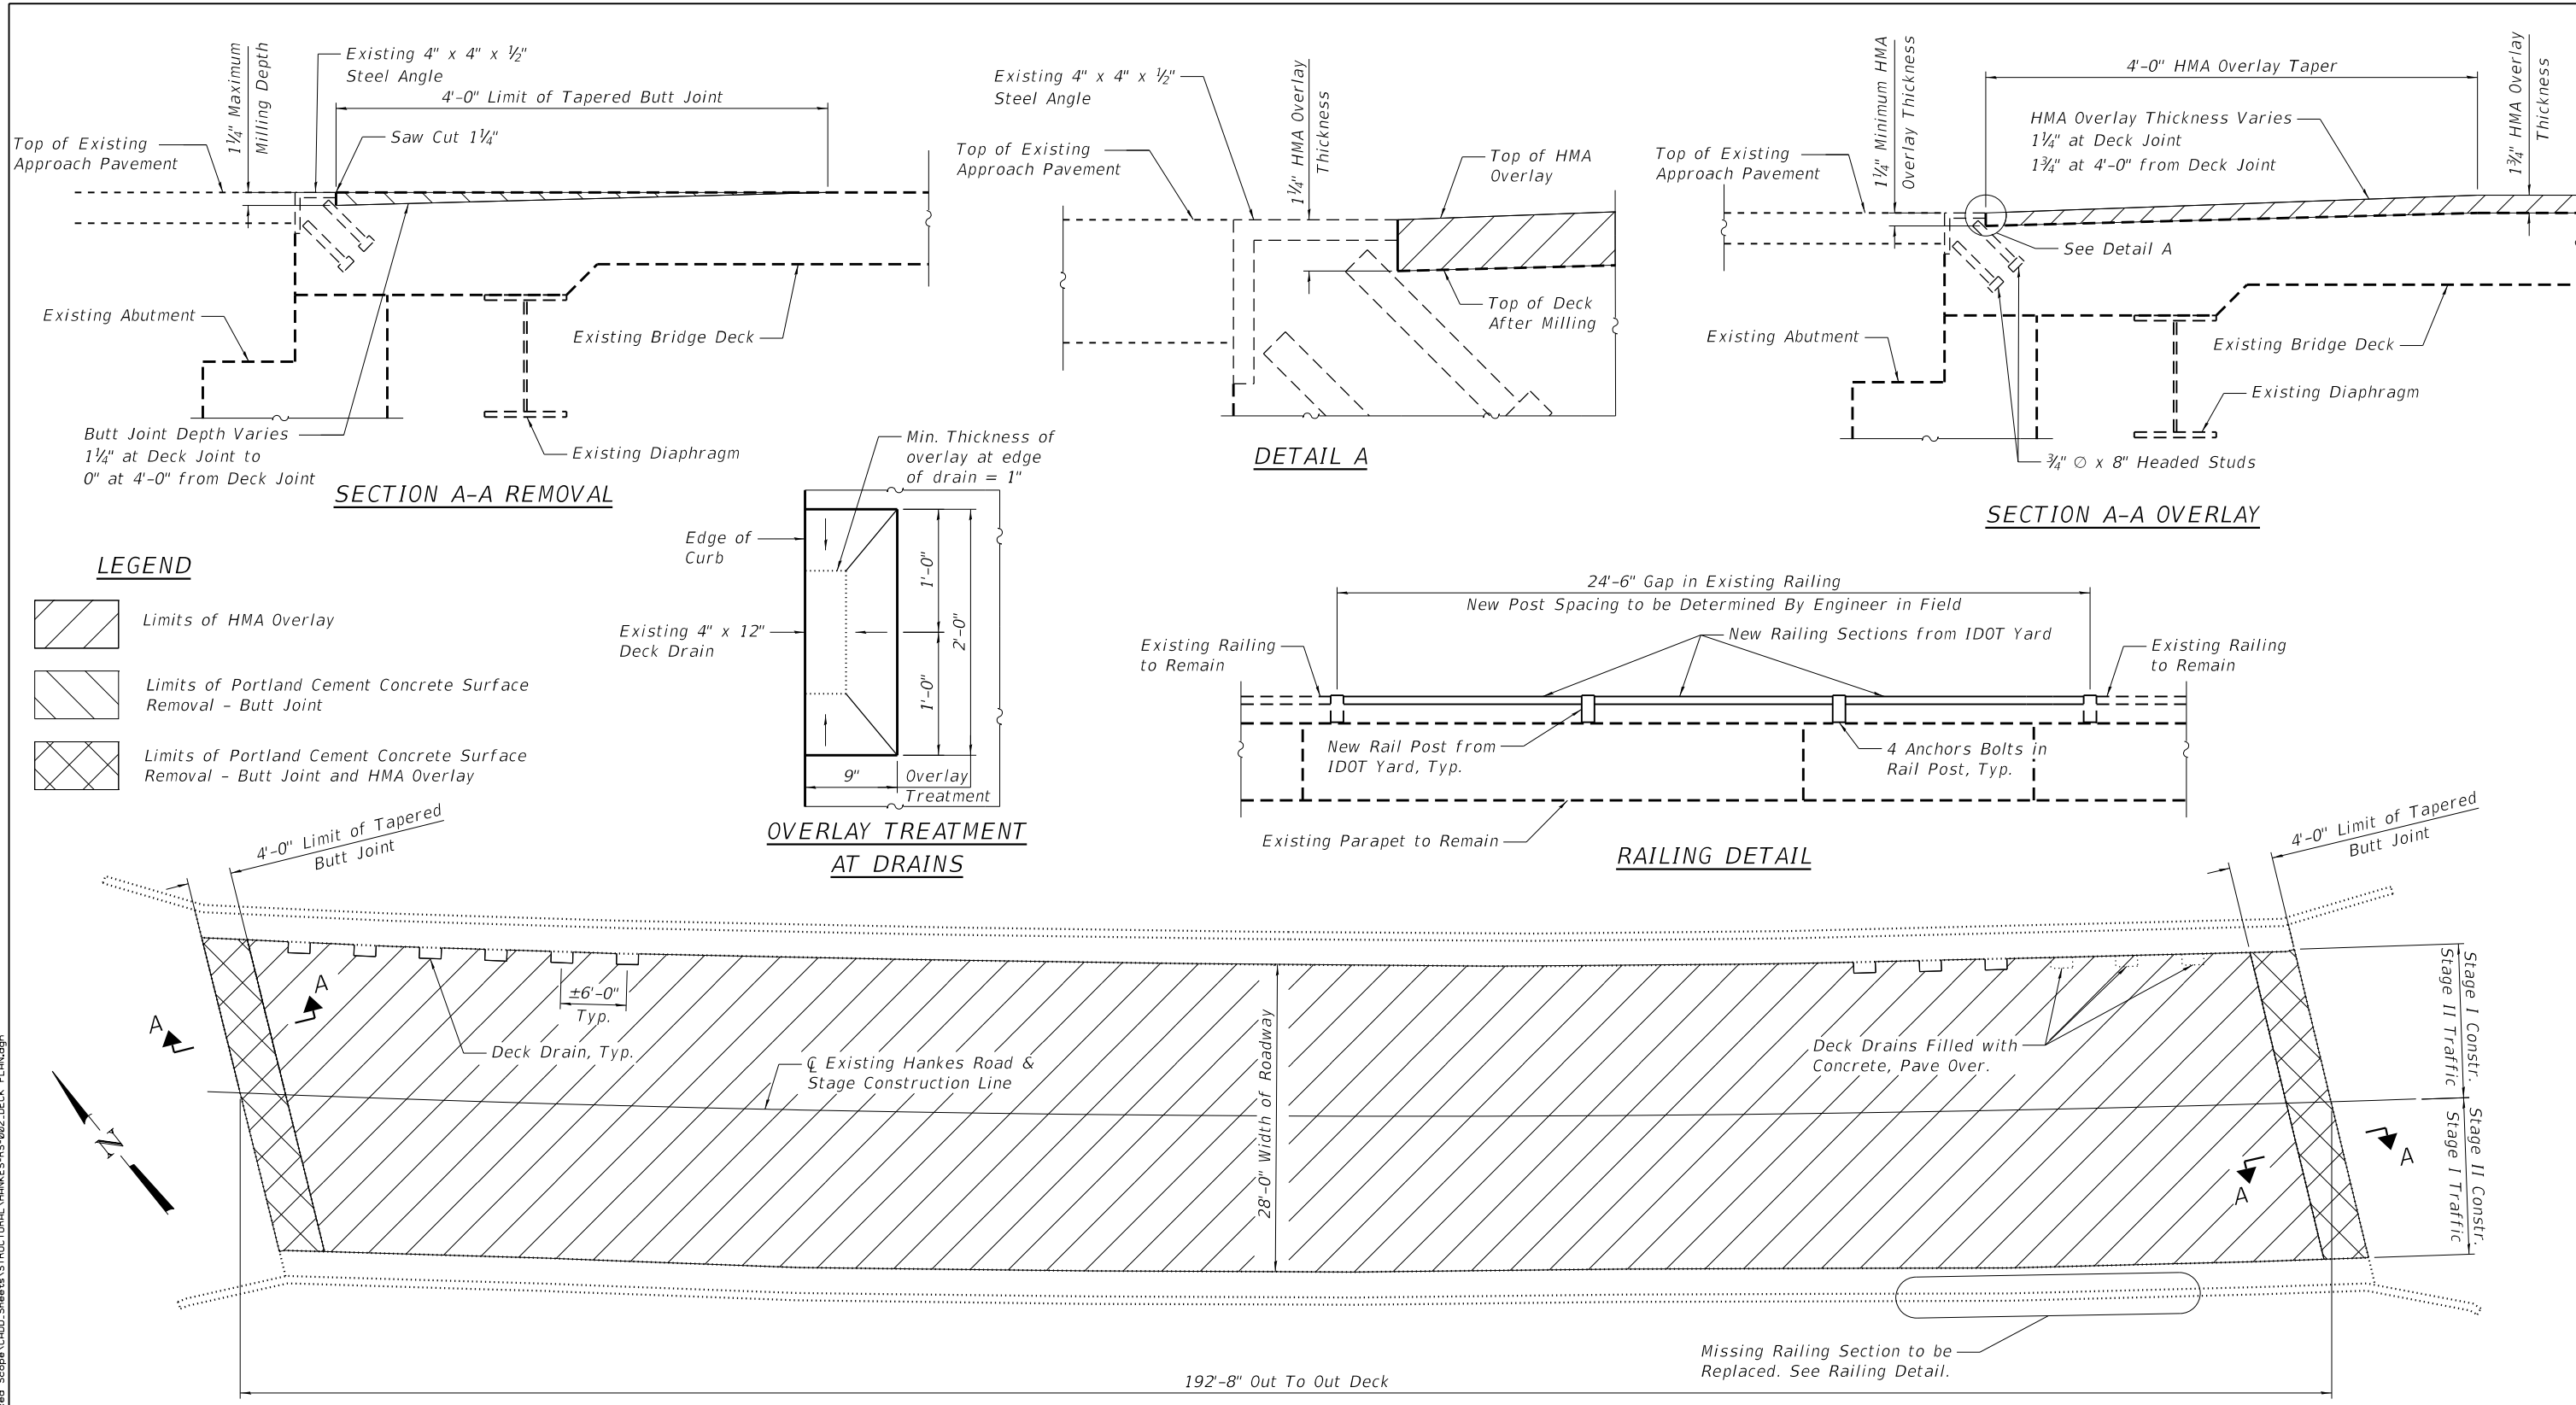 1¼" Maximum
Milling Depth
Existing 4" x 4" x ½"
Steel Angle
4'-0" Limit of Tapered Butt Joint
Saw Cut 1¼"
Top of Existing
Approach Pavement
Existing Abutment
Existing Bridge Deck
Butt Joint Depth Varies
1¼" at Deck Joint to
0" at 4'-0" from Deck Joint
Existing Diaphragm
SECTION A-A REMOVAL
Existing 4" x 4" x ½"
Steel Angle
1¼" HMA Overlay
Thickness
Top of Existing
Approach Pavement
Top of HMA
Overlay
Top of Deck
After Milling
DETAIL A
1¼" Minimum HMA
Overlay Thickness
4'-0" HMA Overlay Taper
1¾" HMA Overlay
Thickness
HMA Overlay Thickness Varies
1¼" at Deck Joint
1¾" at 4'-0" from Deck Joint
Top of Existing
Approach Pavement
See Detail A
Existing Abutment
Existing Bridge Deck
Existing Diaphragm
¾" ∅ x 8" Headed Studs
SECTION A-A OVERLAY
LEGEND
Limits of HMA Overlay
Limits of Portland Cement Concrete Surface
Removal - Butt Joint
Limits of Portland Cement Concrete Surface
Removal - Butt Joint and HMA Overlay
Min. Thickness of
overlay at edge
of drain = 1"
Edge of
Curb
Existing 4" x 12"
Deck Drain
1'-0"
1'-0"
2'-0"
9"
Overlay
Treatment
OVERLAY TREATMENT
AT DRAINS
24'-6" Gap in Existing Railing
New Post Spacing to be Determined By Engineer in Field
Existing Railing
to Remain
New Railing Sections from IDOT Yard
Existing Railing
to Remain
New Rail Post from
IDOT Yard, Typ.
4 Anchors Bolts in
Rail Post, Typ.
Existing Parapet to Remain
RAILING DETAIL
4'-0" Limit of Tapered
Butt Joint
4'-0" Limit of Tapered
Butt Joint
A
A
±6'-0"
Typ.
Deck Drain, Typ.
℄ Existing Hankes Road &
Stage Construction Line
28'-0" Width of Roadway
Deck Drains Filled with
Concrete, Pave Over.
Stage I Constr.
Stage II Traffic
Stage II Constr.
Stage I Traffic
A
A
N
Missing Railing Section to be
Replaced. See Railing Detail.
192'-8" Out To Out Deck